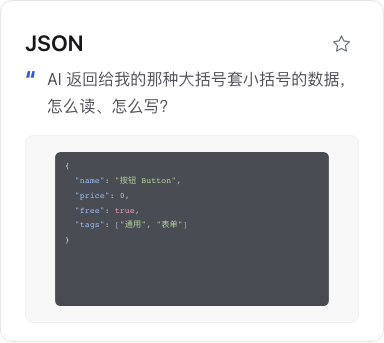 JSON
“ AI 返回给我的那种大括号套小括号的数据，
怎么读、怎么写？
{
  "name": "按钮 Button",
  "price": 0,
  "free": true,
  "tags": ["通用", "表单"]
}